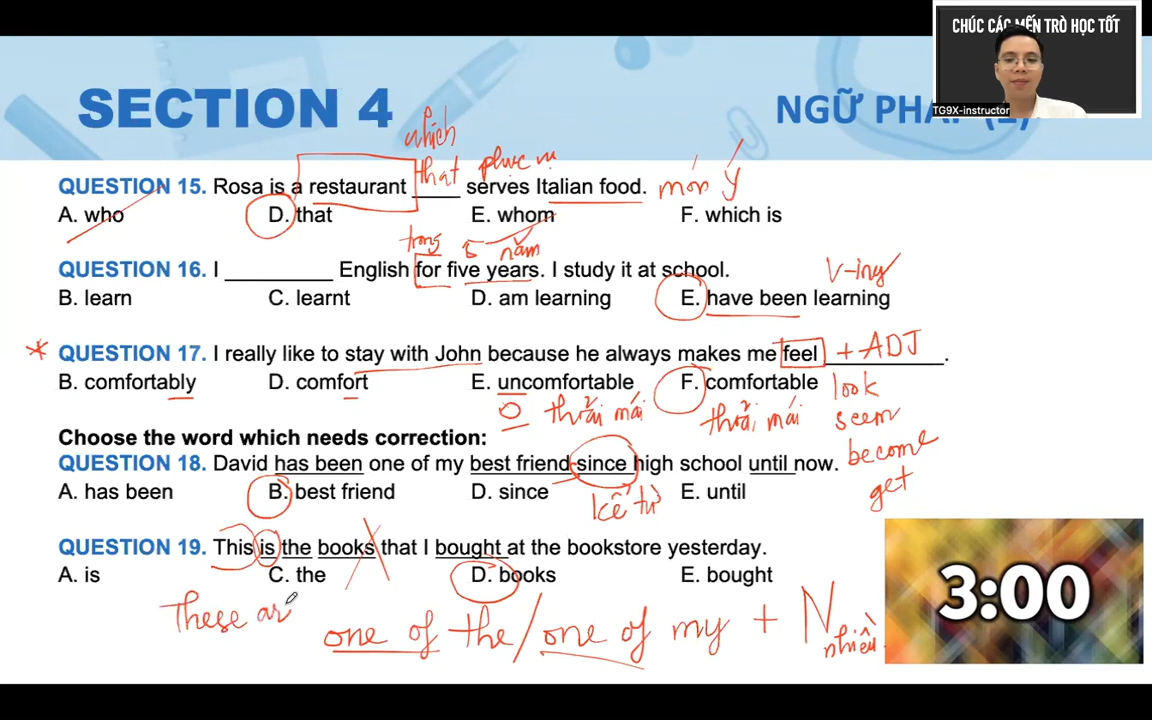 CHÚC CÁC MẾN TRÒ HỌC TỐT
TG9X-instructor
SECTION 4
NGỮ PHÁP (1)
which
that phục vụ
QUESTION 15. Rosa is a restaurant _____ serves Italian food. món Ý
A. who D. that E. whom F. which is
trong 5 năm
QUESTION 16. I __________ English for five years. I study it at school.
V-ing
B. learn C. learnt D. am learning E. have been learning
* QUESTION 17. I really like to stay with John because he always makes me feel + ADJ ____________.
B. comfortably D. comfort E. uncomfortable F. comfortable
look
thoải mái thoải mái
seem
become
get
Choose the word which needs correction:
QUESTION 18. David has been one of my best friend since high school until now.
A. has been B. best friend D. since E. until
kể từ
QUESTION 19. This is the books that I bought at the bookstore yesterday.
A. is C. the D. books E. bought
These ar
one of the / one of my + N nhiều
3:00